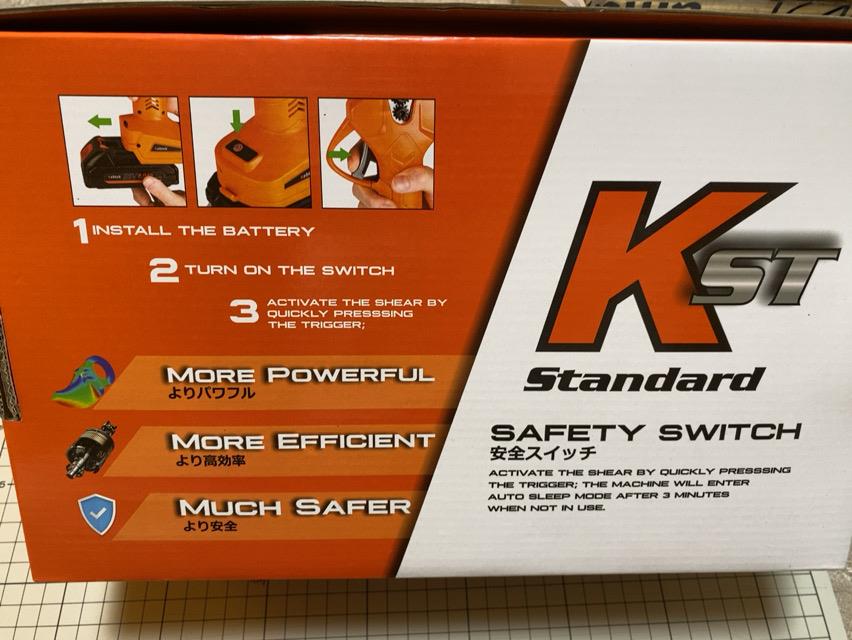 1 INSTALL THE BATTERY
2 TURN ON THE SWITCH
3 ACTIVATE THE SHEAR BY
QUICKLY PRESSSING
THE TRIGGER;
MORE POWERFUL
よりパワフル
MORE EFFICIENT
より高効率
MUCH SAFER
より安全
KST
Standard
SAFETY SWITCH
安全スイッチ
ACTIVATE THE SHEAR BY QUICKLY PRESSSING
THE TRIGGER; THE MACHINE WILL ENTER
AUTO SLEEP MODE AFTER 3 MINUTES
WHEN NOT IN USE.